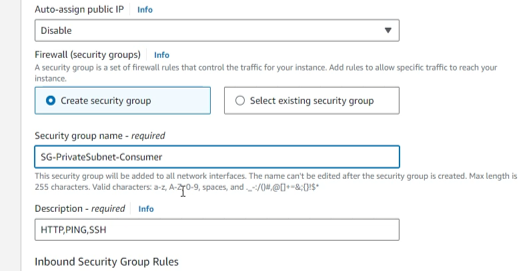 Auto-assign public IP Info
Disable
Firewall (security groups) Info
A security group is a set of firewall rules that control the traffic for your instance. Add rules to allow specific traffic to reach your
instance.
Create security group
Select existing security group
Security group name - required
SG-PrivateSubnet-Consumer
This security group will be added to all network interfaces. The name can't be edited after the security group is created. Max length is
255 characters. Valid characters: a-z, A-Z, 0-9, spaces, and ._-:/()#,@[]+=&;{}!$*
Description - required Info
HTTP,PING,SSH
Inbound Security Group Rules